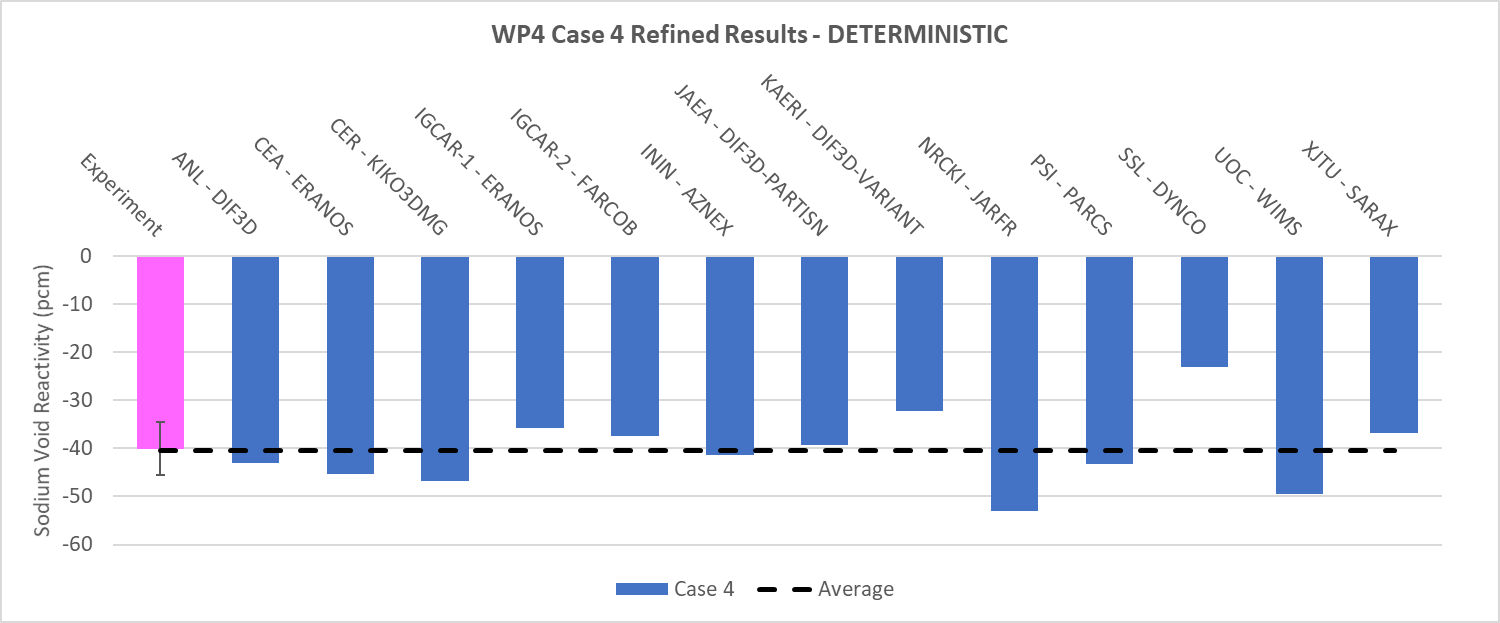 WP4 Case 4 Refined Results - DETERMINISTIC
Experiment
ANL - DIF3D
CEA - ERANOS
CER - KIKO3DMG
IGCAR-1 - ERANOS
IGCAR-2 - FARCOB
ININ - AZNEX
JAEA - DIF3D-PARTISN
KAERI - DIF3D-VARIANT
NRCKI - JARFR
PSI - PARCS
SSL - DYNCO
UOC - WIMS
XJTU - SARAX
Sodium Void Reactivity (pcm)
0
-10
-20
-30
-40
-50
-60
Case 4
Average